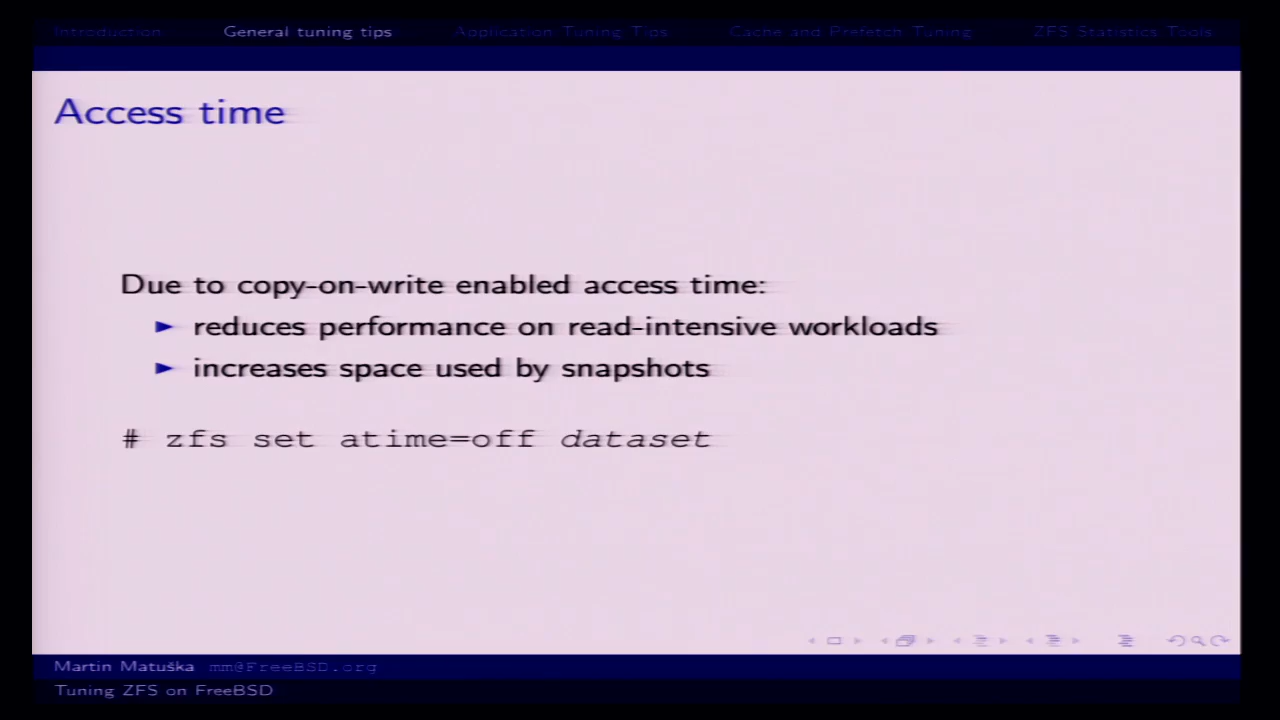 Introduction General tuning tips Application Tuning Tips Cache and Prefetch Tuning ZFS Statistics Tools
Access time
Due to copy-on-write enabled access time:
reduces performance on read-intensive workloads
increases space used by snapshots
# zfs set atime=off dataset
Martin Matuška mm@FreeBSD.org
Tuning ZFS on FreeBSD